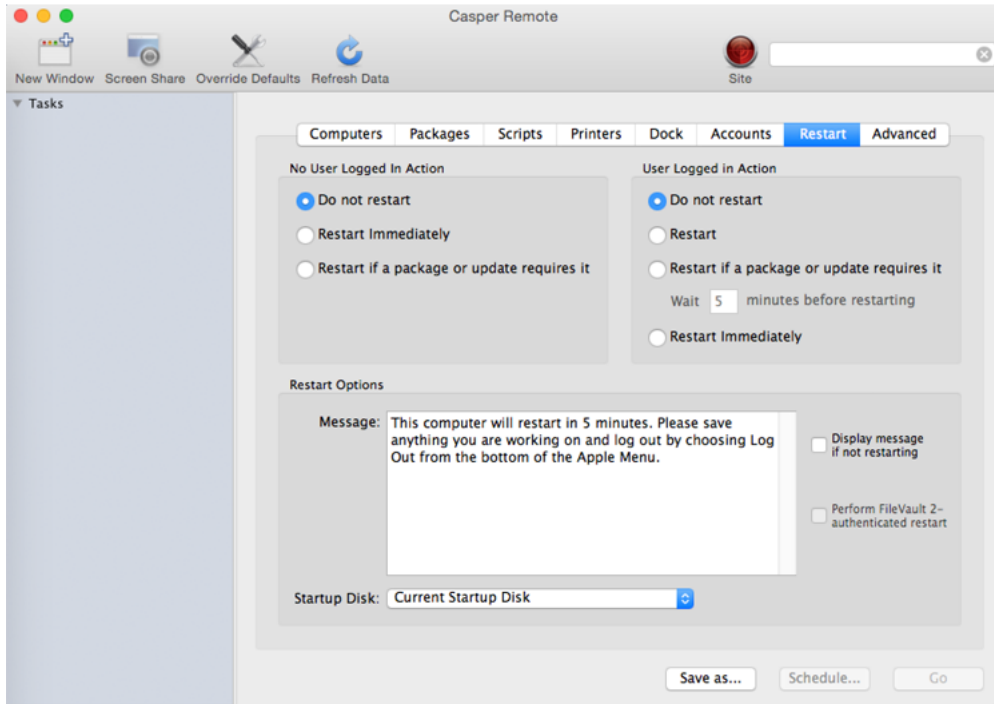 Casper Remote
New Window
Screen Share
Override Defaults
Refresh Data
Site
Tasks
Computers
Packages
Scripts
Printers
Dock
Accounts
Restart
Advanced
No User Logged In Action
Do not restart
Restart Immediately
Restart if a package or update requires it
User Logged in Action
Do not restart
Restart
Restart if a package or update requires it
Wait 5 minutes before restarting
Restart Immediately
Restart Options
Message:
This computer will restart in 5 minutes. Please save
anything you are working on and log out by choosing Log
Out from the bottom of the Apple Menu.
Display message
if not restarting
Perform FileVault 2-
authenticated restart
Startup Disk: Current Startup Disk
Save as...
Schedule...
Go